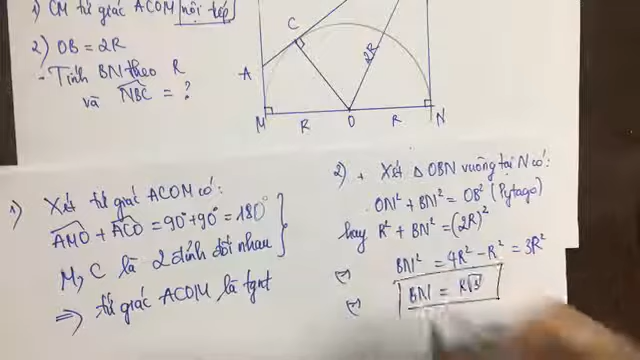 1) CM tứ giác ACOM nội tiếp
2) OB = 2R
- Tính BN theo R
và NBC = ?
C
A
M
R
O
R
N
2R
1) Xét tứ giác ACOM có:
AMO + ACO = 90° + 90° = 180°
M, C là 2 đỉnh đối nhau
⇒ tứ giác ACOM là tgnt
2) + Xét Δ OBN vuông tại N có:
ON² + BN² = OB² (Pytago)
hay R² + BN² = (2R)²
⇔ BN² = 4R² - R² = 3R²
⇔ BN = R√3